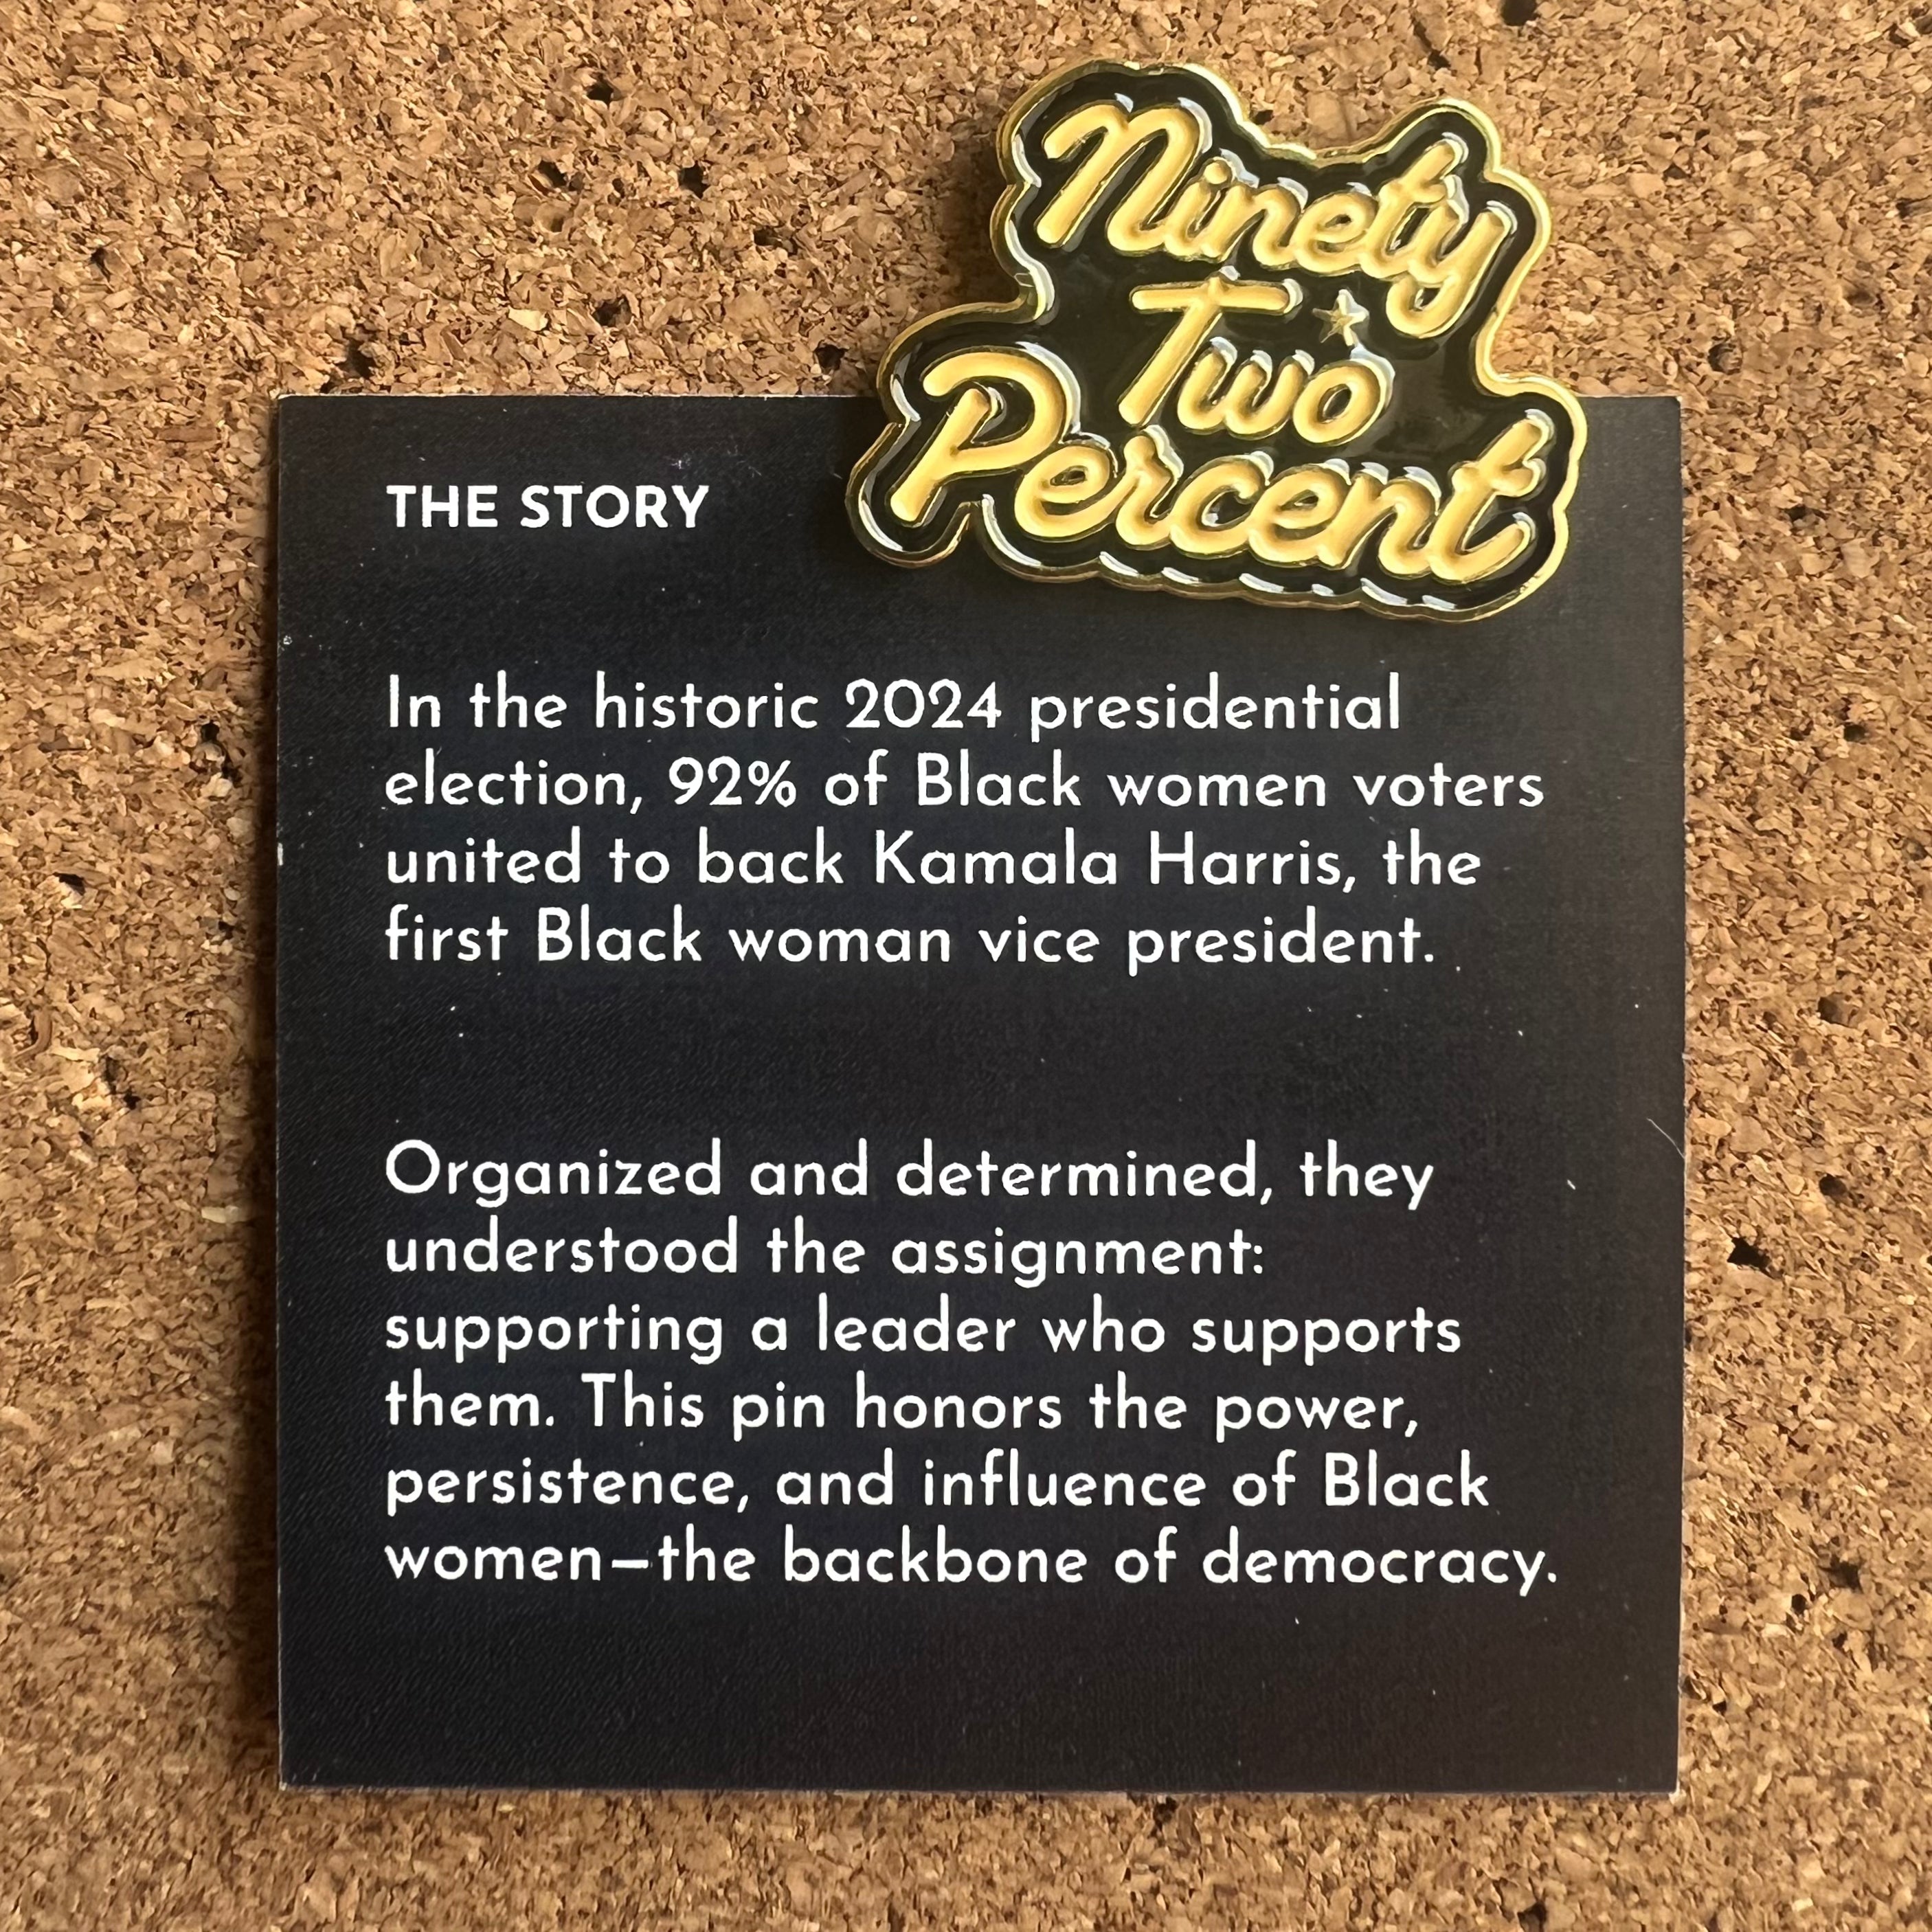 Ninety
Two
Percent
THE STORY
In the historic 2024 presidential
election, 92% of Black women voters
united to back Kamala Harris, the
first Black woman vice president.
Organized and determined, they
understood the assignment:
supporting a leader who supports
them. This pin honors the power,
persistence, and influence of Black
women—the backbone of democracy.